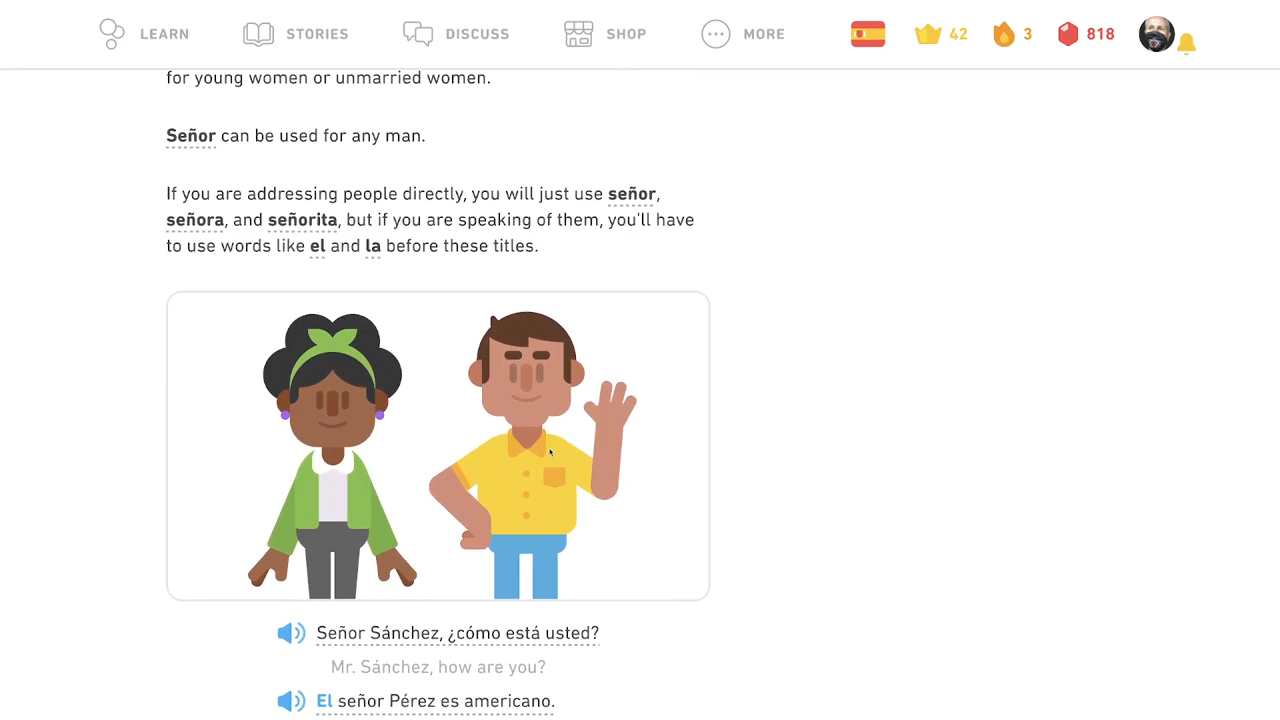 LEARN STORIES DISCUSS SHOP MORE 42 3 818
for young women or unmarried women.
Señor can be used for any man.
If you are addressing people directly, you will just use señor,
señora, and señorita, but if you are speaking of them, you'll have
to use words like el and la before these titles.
Señor Sánchez, ¿cómo está usted?
Mr. Sánchez, how are you?
El señor Pérez es americano.